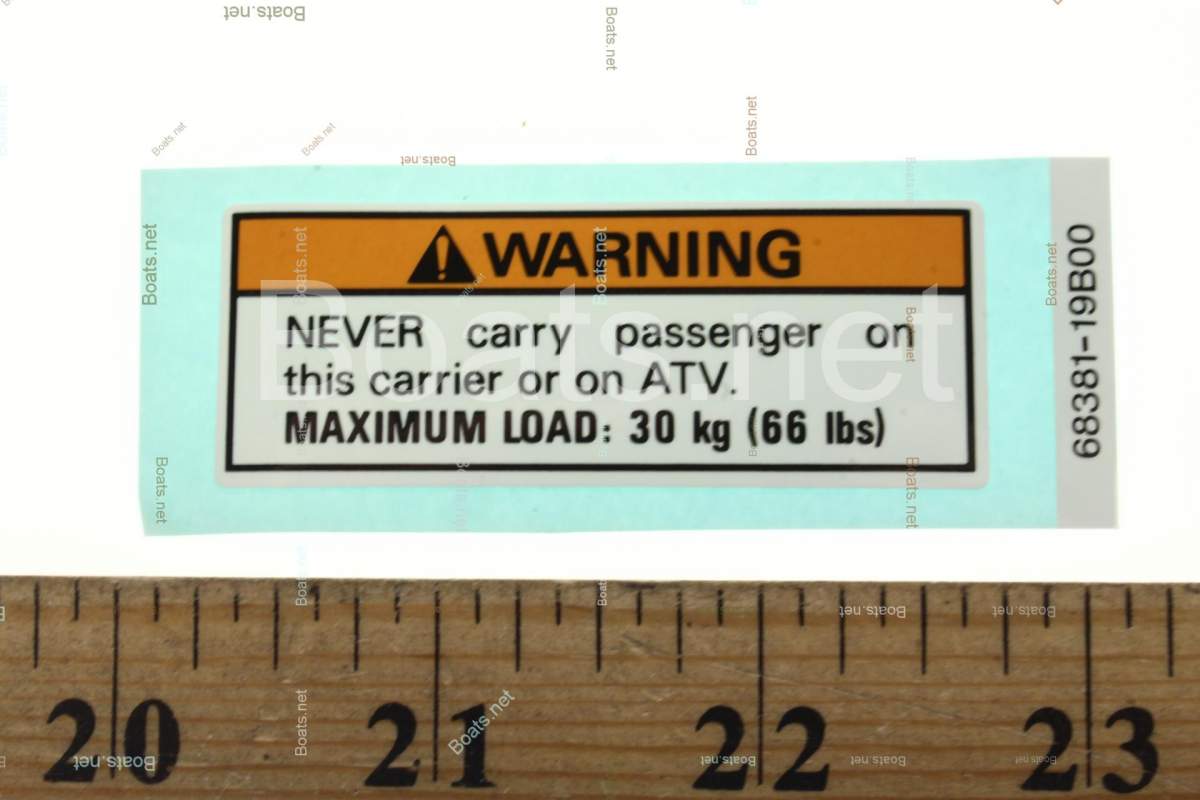 WARNING
NEVER carry passenger on
this carrier or on ATV.
MAXIMUM LOAD: 30 kg (66 lbs)
68381-19B00
Boats.net
20 21 22 23